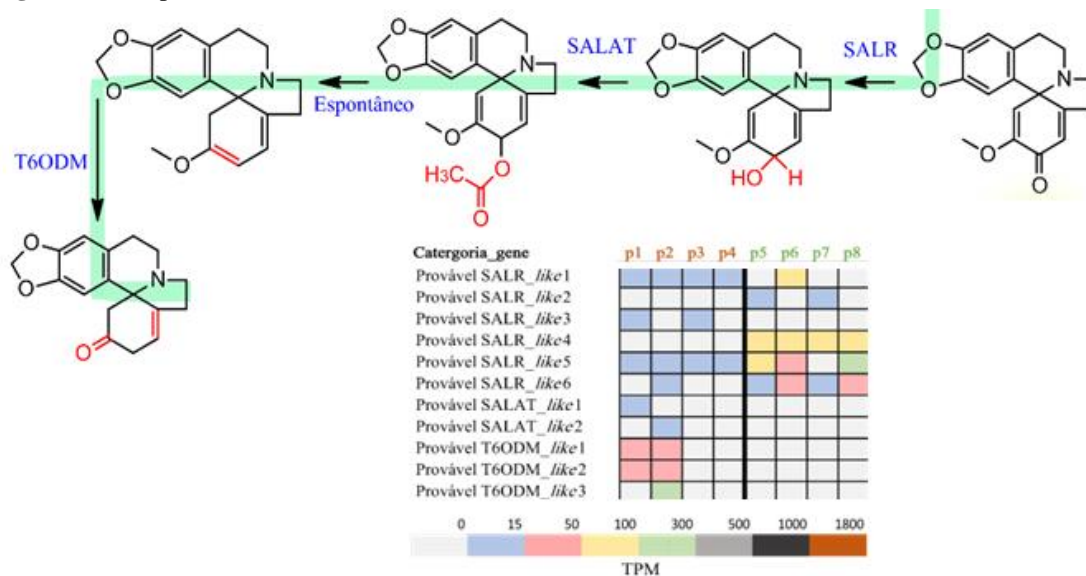 SALAT
SALR
Espontâneo
T6ODM
O
O
N
O
O
O
N
O
O
H3C
O
O
O
N
O
HO
H
O
O
N
O
O
O
O
N
O
Catergoria_gene p1 p2 p3 p4 p5 p6 p7 p8
Provável SALR_like1
Provável SALR_like2
Provável SALR_like3
Provável SALR_like4
Provável SALR_like5
Provável SALR_like6
Provável SALAT_like1
Provável SALAT_like2
Provável T6ODM_like1
Provável T6ODM_like2
Provável T6ODM_like3
0 15 50 100 300 500 1000 1800
TPM